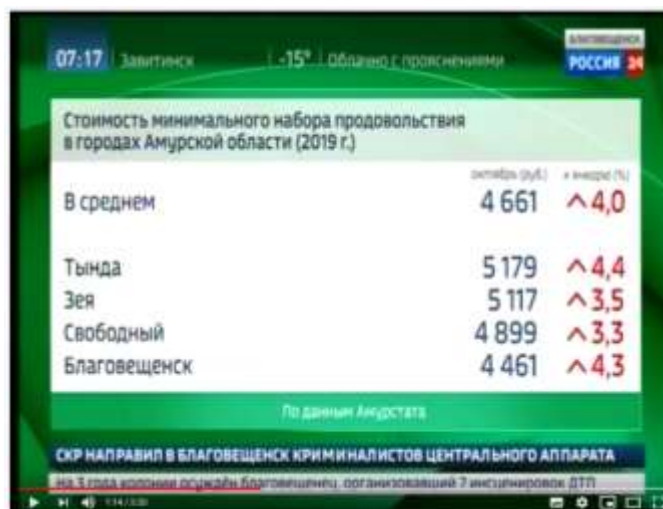 07:17 Завитинск -15° Облачно с прояснениями
БЛАГОВЕЩЕНСК
РОССИЯ 24
Стоимость минимального набора продовольствия
в городах Амурской области (2019 г.)
октябрь (руб.) к январю (%)
В среднем 4 661 4,0
Тында 5 179 4,4
Зея 5 117 3,5
Свободный 4 899 3,3
Благовещенск 4 461 4,3
По данным Амурстата
СКР НАПРАВИЛ В БЛАГОВЕЩЕНСК КРИМИНАЛИСТОВ ЦЕНТРАЛЬНОГО АППАРАТА
На 3 года колонии осуждён благовещенец, организовавший 7 инсценировок ДТП